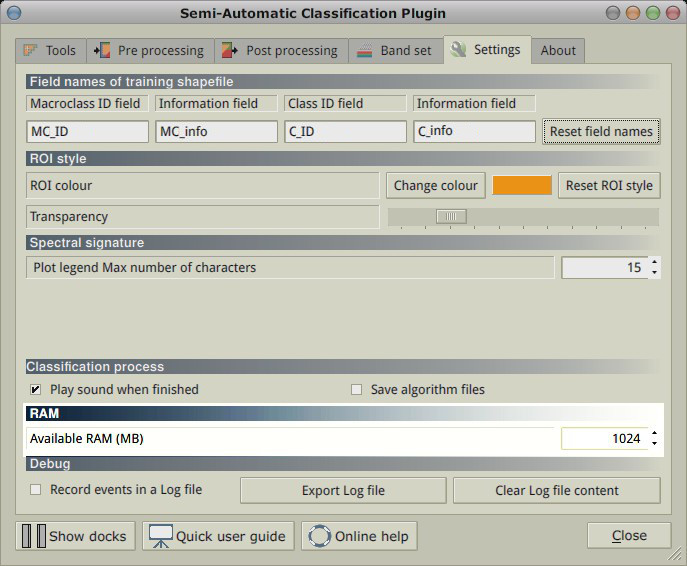 Semi-Automatic Classification Plugin
Tools Pre processing Post processing Band set Settings About
Field names of training shapefile
Macroclass ID field Information field Class ID field Information field
MC_ID MC_info C_ID C_info Reset field names
ROI style
ROI colour Change colour Reset ROI style
Transparency
Spectral signature
Plot legend Max number of characters 15
Classification process
Play sound when finished Save algorithm files
RAM
Available RAM (MB) 1024
Debug
Record events in a Log file Export Log file Clear Log file content
Show docks Quick user guide Online help Close